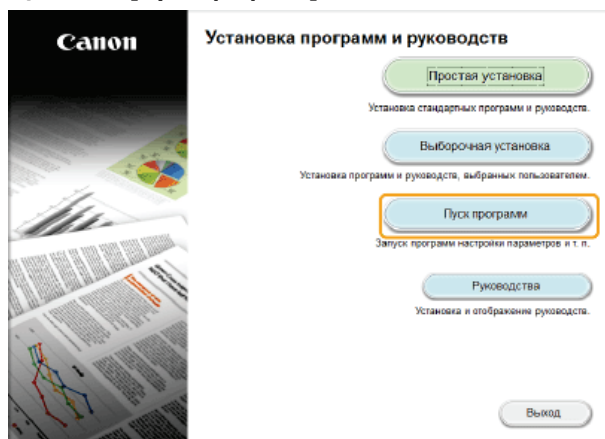 Canon
Установка программ и руководств
Простая установка
Установка стандартных программ и руководств.
Выборочная установка
Установка программ и руководств, выбранных пользователем.
Пуск программ
Запуск программ настройки параметров и т. п.
Руководства
Установка и отображение руководств.
Выход